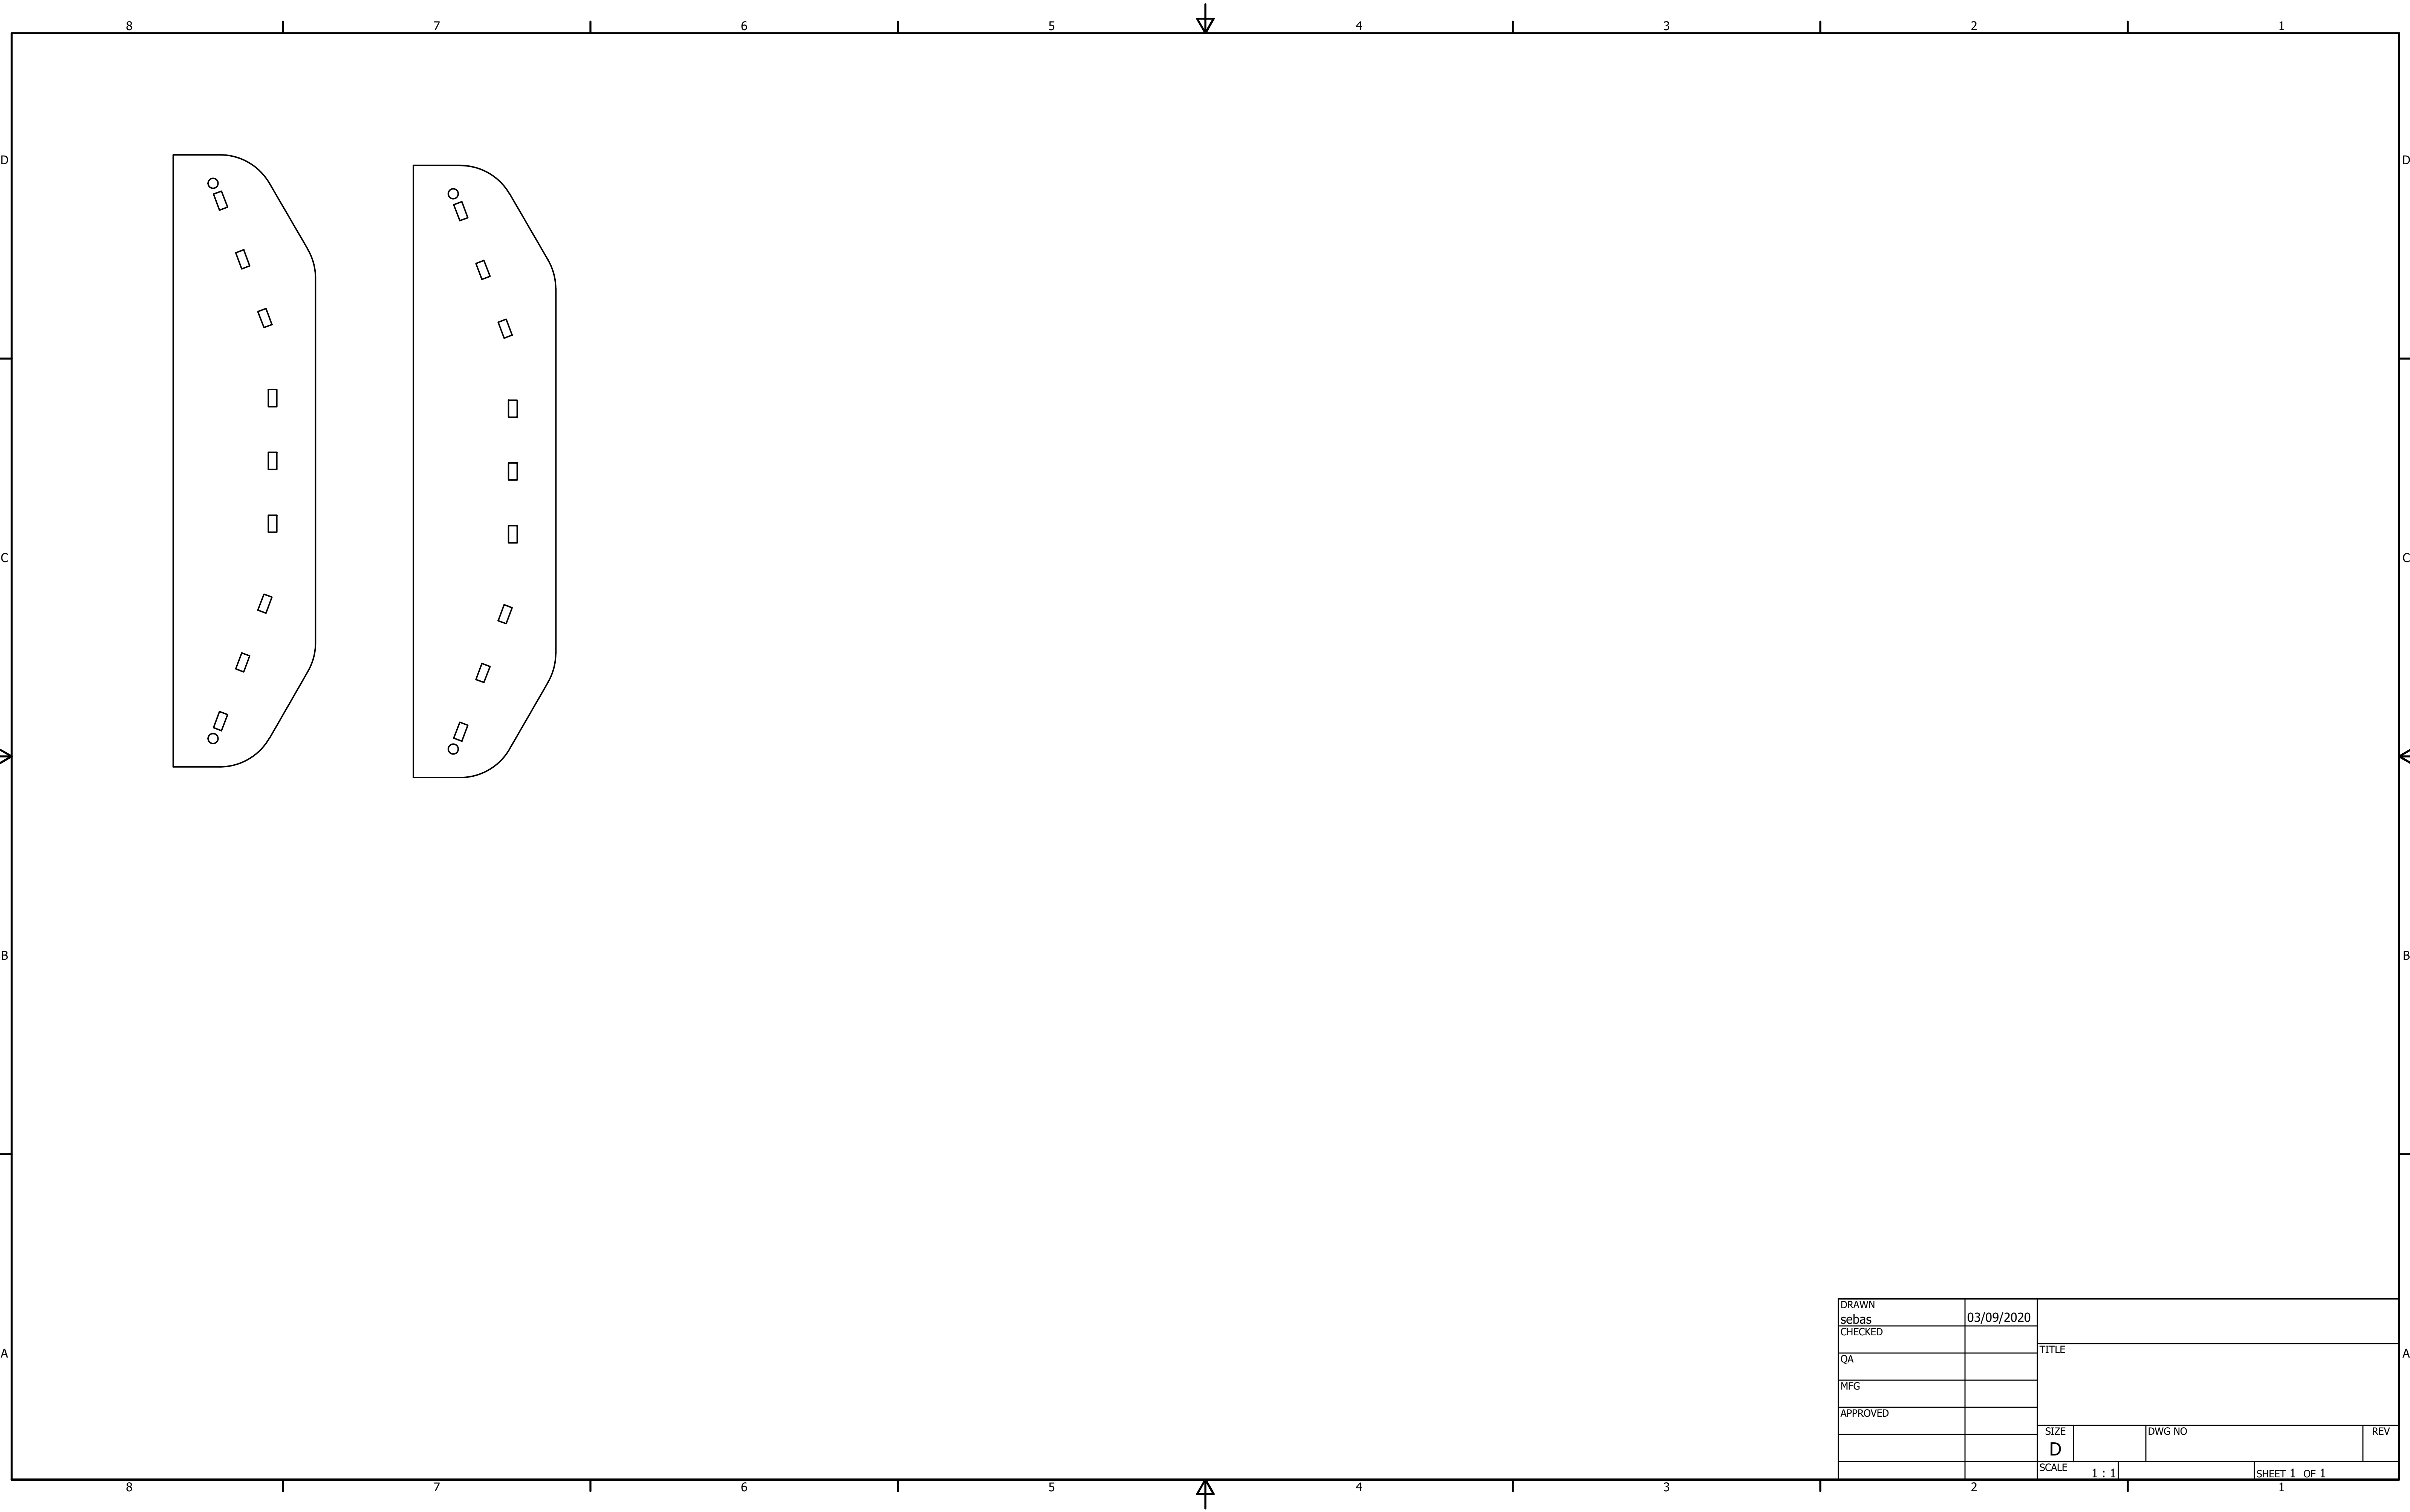 8 7 6 5 4 3 2 1
D D
C C
B B
A A
DRAWN
sebas 03/09/2020
CHECKED
TITLE
QA
MFG
APPROVED
SIZE DWG NO REV
D
SCALE 1 : 1 SHEET 1 OF 1
8 7 6 5 4 3 2 1